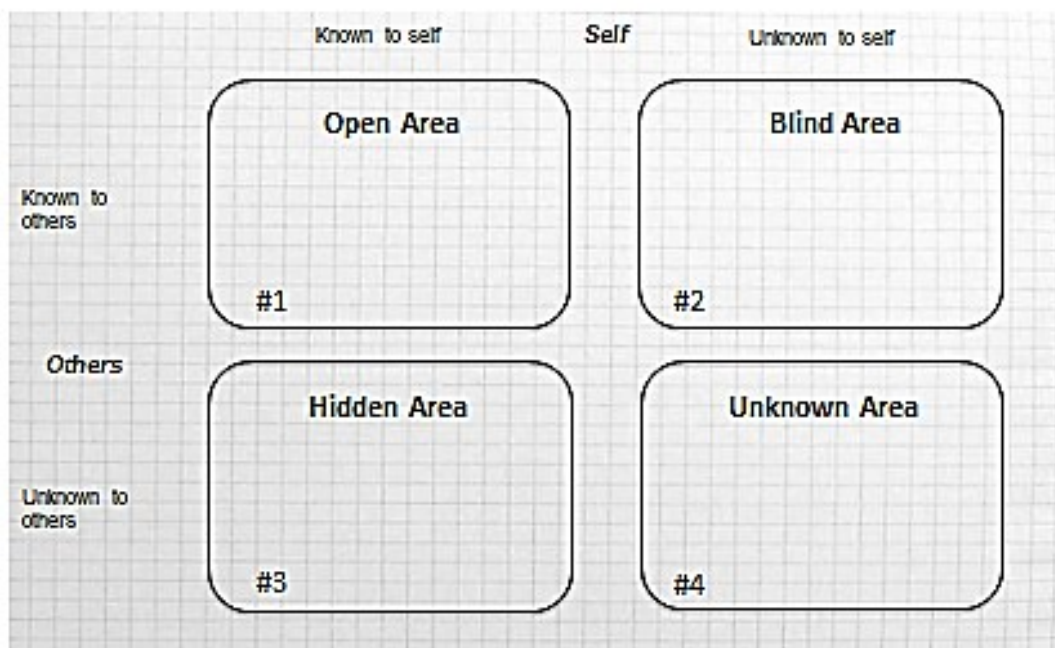 Known to self
Self
Unknown to self
Open Area
Blind Area
Known to
others
#1
#2
Others
Hidden Area
Unknown Area
Unknown to
others
#3
#4